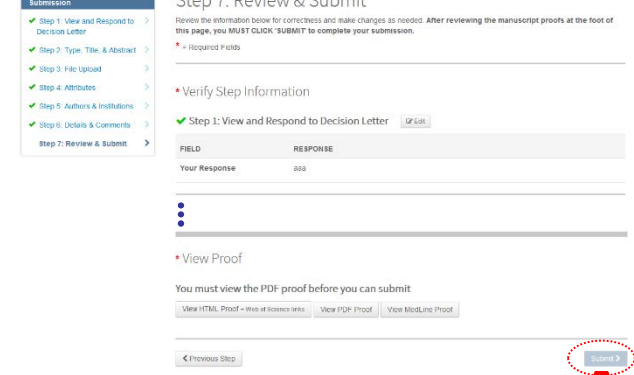 Submission
Step 1: View and Respond to
Decision Letter
Step 2: Type, Title, & Abstract
Step 3: File Upload
Step 4: Attributes
Step 5: Authors & Institutions
Step 6: Details & Comments
Step 7: Review & Submit
Step 7: Review & Submit
Review the information below for correctness and make changes as needed. After reviewing the manuscript proofs at the foot of
this page, you MUST CLICK 'SUBMIT' to complete your submission.
* = Required Fields
* Verify Step Information
Step 1: View and Respond to Decision Letter
Edit
FIELD RESPONSE
Your Response aaa
* View Proof
You must view the PDF proof before you can submit
View HTML Proof + Web of Science links View PDF Proof View MedLine Proof
Previous Step Submit